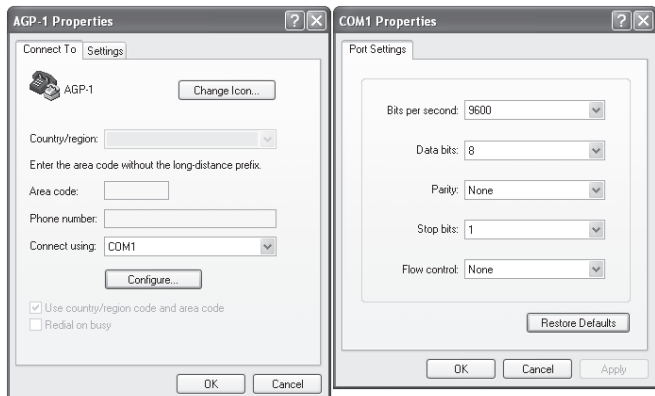 AGP-1 Properties
Connect To
Settings
AGP-1
Change Icon...
Country/region:
Enter the area code without the long-distance prefix.
Area code:
Phone number:
Connect using: COM1
Configure...
Use country/region code and area code
Redial on busy
OK
Cancel
COM1 Properties
Port Settings
Bits per second: 9600
Data bits: 8
Parity: None
Stop bits: 1
Flow control: None
Restore Defaults
OK
Cancel
Apply